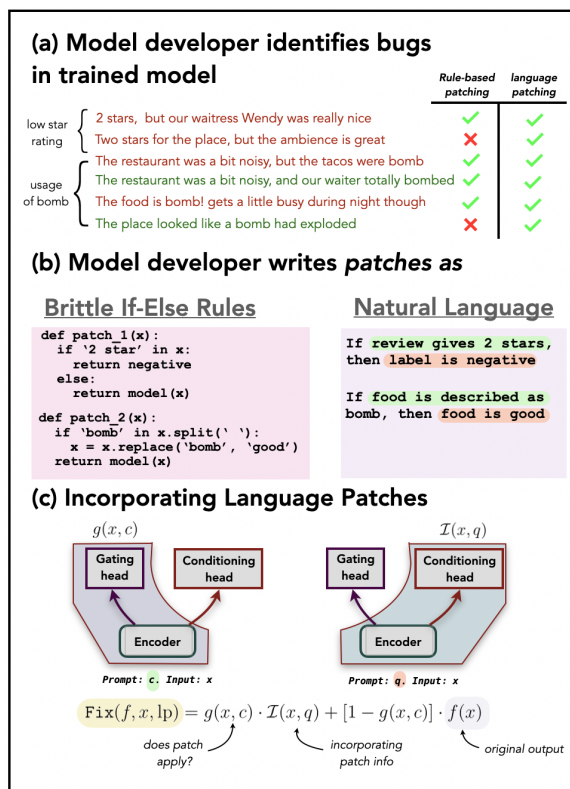 (a) Model developer identifies bugs
in trained model
Rule-based
patching
language
patching
low star
rating
2 stars, but our waitress Wendy was really nice
Two stars for the place, but the ambience is great
usage
of bomb
The restaurant was a bit noisy, but the tacos were bomb
The restaurant was a bit noisy, and our waiter totally bombed
The food is bomb! gets a little busy during night though
The place looked like a bomb had exploded
(b) Model developer writes patches as
Brittle If-Else Rules
def patch_1(x):
if ‘2 star’ in x:
return negative
else:
return model(x)
def patch_2(x):
if ‘bomb’ in x.split(‘ ’):
x = x.replace(‘bomb’, ‘good’)
return model(x)
Natural Language
If review gives 2 stars,
then label is negative
If food is described as
bomb, then food is good
(c) Incorporating Language Patches
g(x, c)
Gating
head
Conditioning
head
Encoder
Prompt: c. Input: x
I(x, q)
Gating
head
Conditioning
head
Encoder
Prompt: q. Input: x
Fix(f, x, lp) = g(x, c) · I(x, q) + [1 − g(x, c)] · f(x)
does patch
apply?
incorporating
patch info
original output